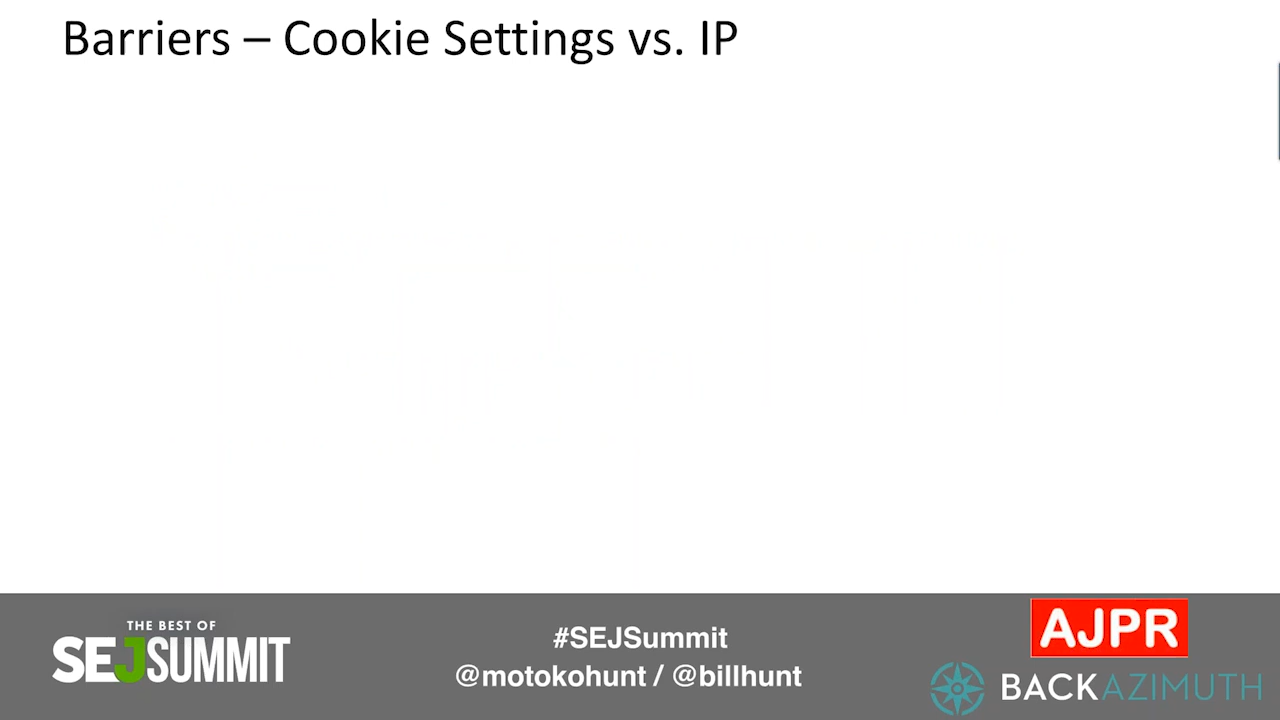 Barriers – Cookie Settings vs. IP
THE BEST OF
SEJSUMMIT
#SEJSummit
@motokohunt / @billhunt
AJPR
BACKAZIMUTH